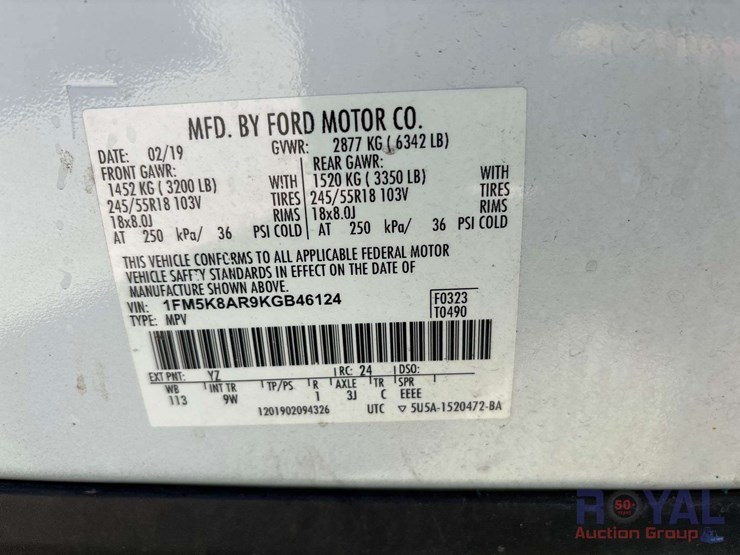 MFD. BY FORD MOTOR CO.
DATE: 02/19 GVWR: 2877 KG ( 6342 LB)
FRONT GAWR: REAR GAWR:
1452 KG ( 3200 LB) WITH 1520 KG ( 3350 LB) WITH
245/55R18 103V TIRES 245/55R18 103V TIRES
18x8.0J RIMS 18x8.0J RIMS
AT 250 kPa/ 36 PSI COLD AT 250 kPa/ 36 PSI COLD
THIS VEHICLE CONFORMS TO ALL APPLICABLE FEDERAL MOTOR
VEHICLE SAFETY STANDARDS IN EFFECT ON THE DATE OF
MANUFACTURE SHOWN ABOVE.
VIN: 1FM5K8AR9KGB46124 F0323
TYPE: MPV T0490
EXT PNT: YZ RC: 24 DSO:
WB INT TR TP/PS R AXLE TR SPR
113 9W 1 3J C EEEE
1201902094326 UTC ▽ 5U5A-1520472-BA
ROYAL
50
Auction Group